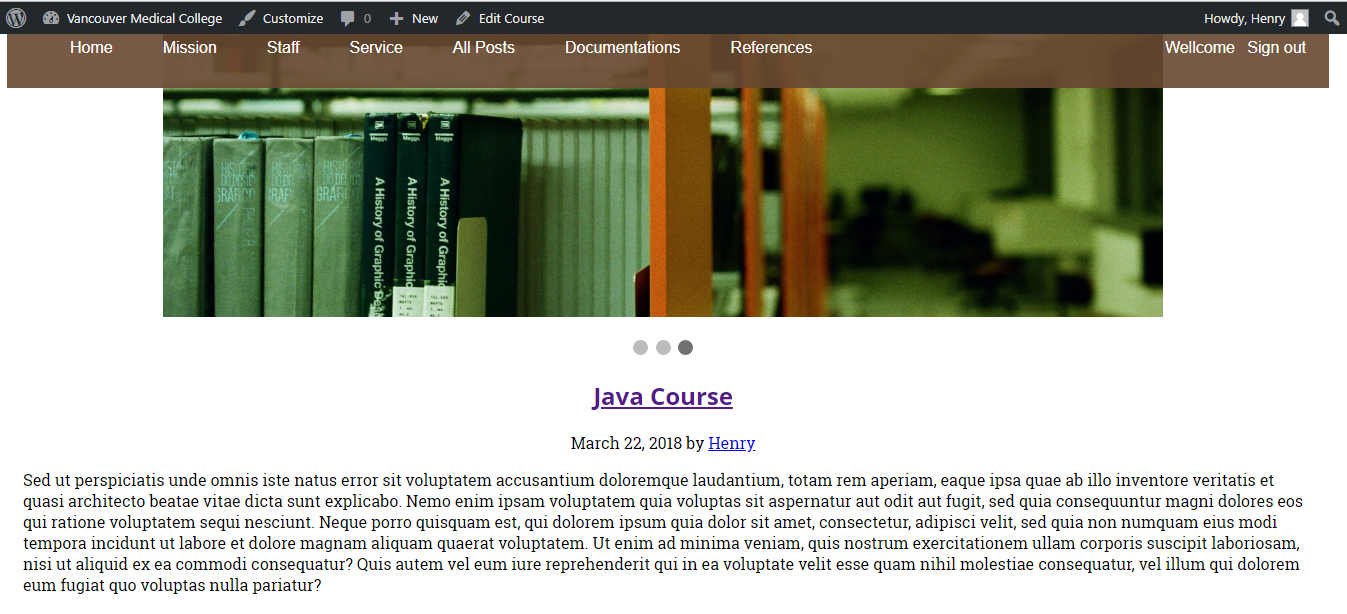 Vancouver Medical College Customize 0 New Edit Course Howdy, Henry
Home Mission Staff Service All Posts Documentations References Wellcome Sign out
Meggs Meggs Meggs
A History of Graphic A History of Graphic A History of Graphic
Java Course
March 22, 2018 by Henry
Sed ut perspiciatis unde omnis iste natus error sit voluptatem accusantium doloremque laudantium, totam rem aperiam, eaque ipsa quae ab illo inventore veritatis et
quasi architecto beatae vitae dicta sunt explicabo. Nemo enim ipsam voluptatem quia voluptas sit aspernatur aut odit aut fugit, sed quia consequuntur magni dolores eos
qui ratione voluptatem sequi nesciunt. Neque porro quisquam est, qui dolorem ipsum quia dolor sit amet, consectetur, adipisci velit, sed quia non numquam eius modi
tempora incidunt ut labore et dolore magnam aliquam quaerat voluptatem. Ut enim ad minima veniam, quis nostrum exercitationem ullam corporis suscipit laboriosam,
nisi ut aliquid ex ea commodi consequatur? Quis autem vel eum iure reprehenderit qui in ea voluptate velit esse quam nihil molestiae consequatur, vel illum qui dolorem
eum fugiat quo voluptas nulla pariatur?